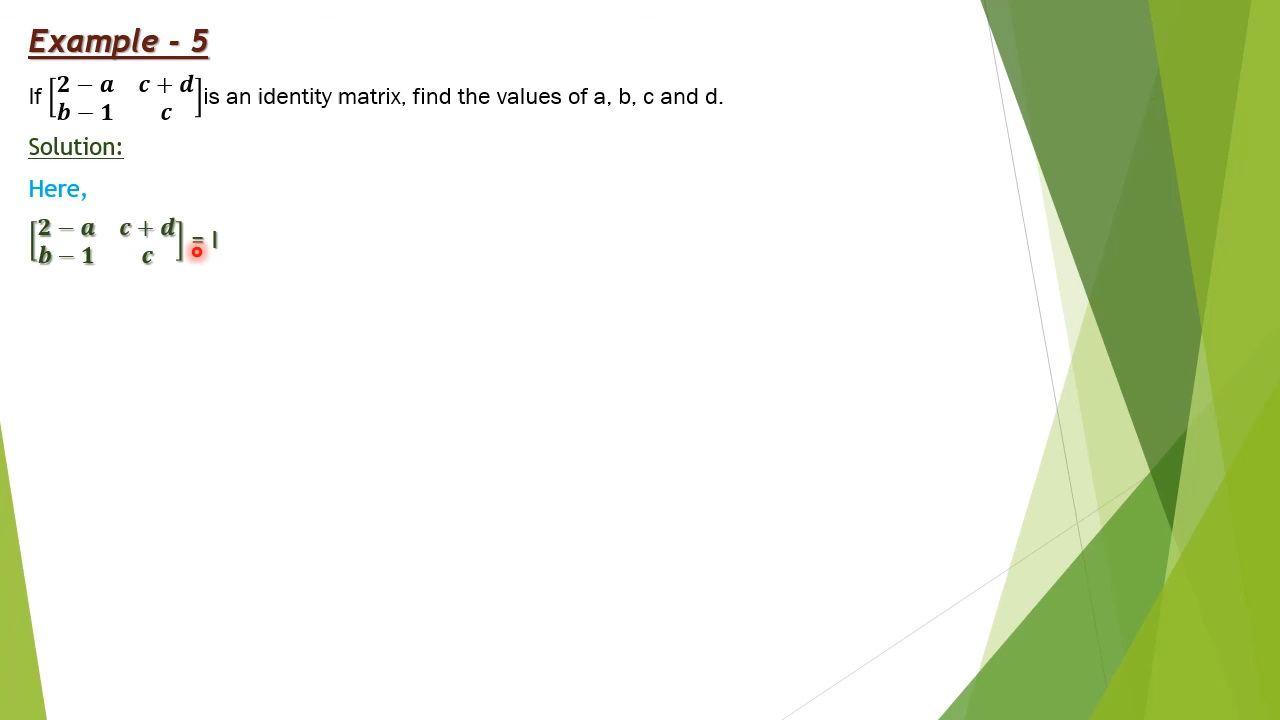 Example - 5
If [2 − a c + d
b − 1 c] is an identity matrix, find the values of a, b, c and d.
Solution:
Here,
[2 − a c + d
b − 1 c] = I